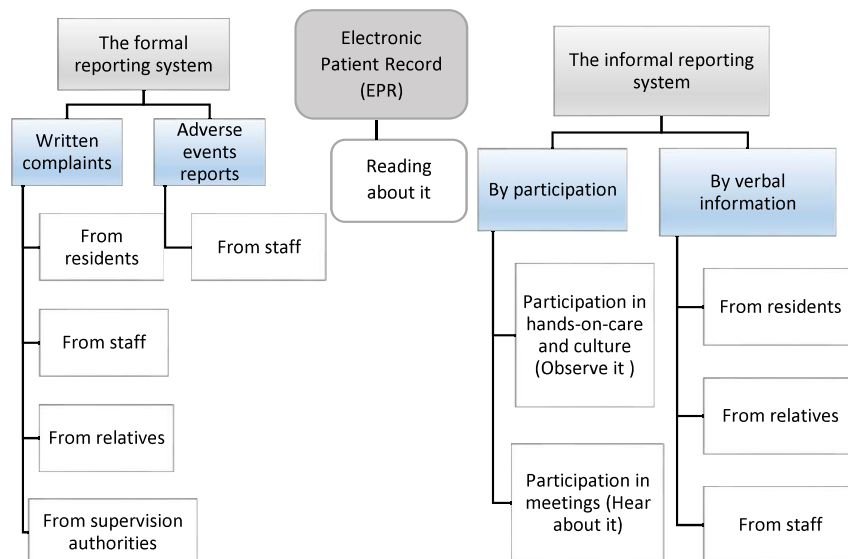 The formal
reporting system
Written
complaints
Adverse
events
reports
From
residents
From staff
From staff
From relatives
From supervision
authorities
Electronic
Patient Record
(EPR)
Reading
about it
The informal reporting
system
By participation
By verbal
information
Participation in
hands-on-care
and culture
(Observe it )
Participation in
meetings (Hear
about it)
From residents
From relatives
From staff